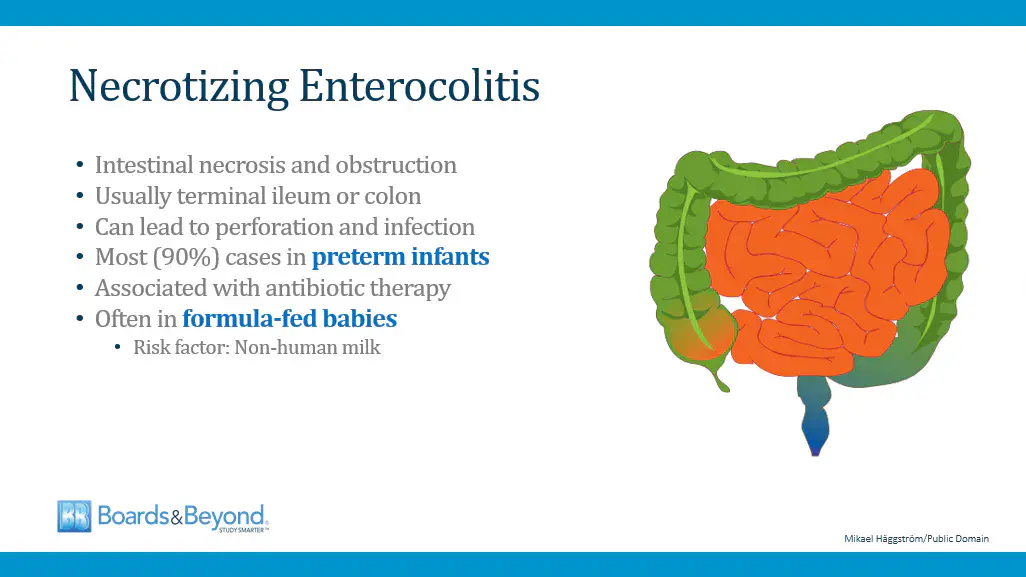 Necrotizing Enterocolitis
• Intestinal necrosis and obstruction
• Usually terminal ileum or colon
• Can lead to perforation and infection
• Most (90%) cases in preterm infants
• Associated with antibiotic therapy
• Often in formula-fed babies
• Risk factor: Non-human milk
BB Boards&Beyond®
STUDY SMARTER™
Mikael Häggström/Public Domain